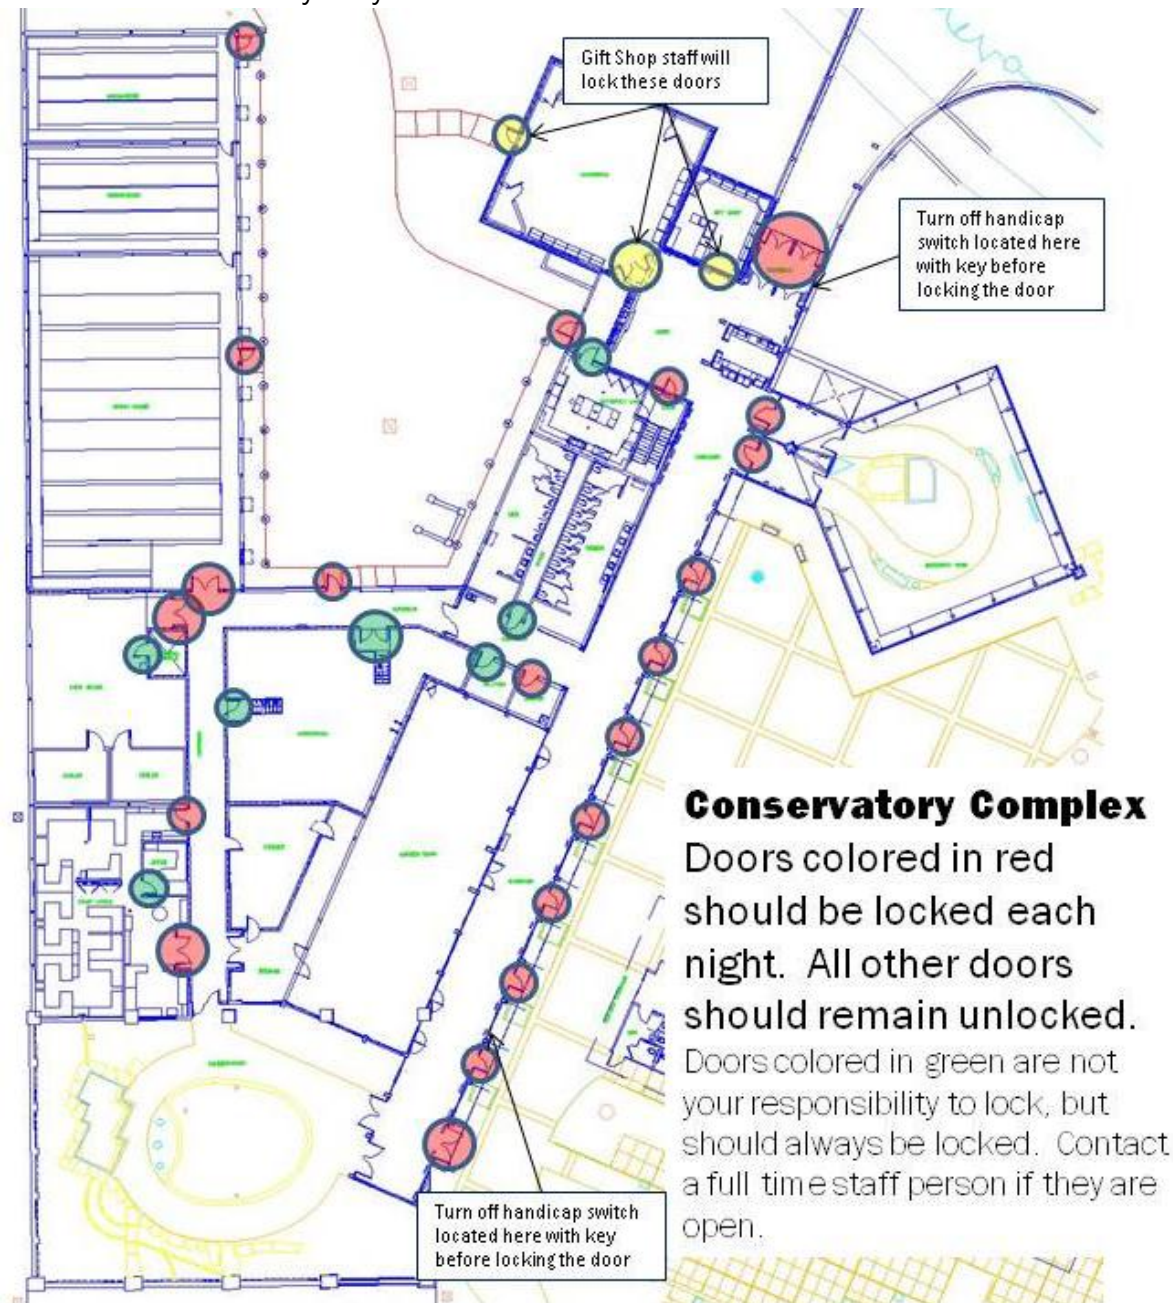 Gift Shop staff will
lock these doors
Turn off handicap
switch located here
with key before
locking the door
Conservatory Complex
Doors colored in red
should be locked each
night. All other doors
should remain unlocked.
Doors colored in green are not
your responsibility to lock, but
should always be locked. Contact
a full time staff person if they are
open.
Turn off handicap switch
located here with key
before locking the door